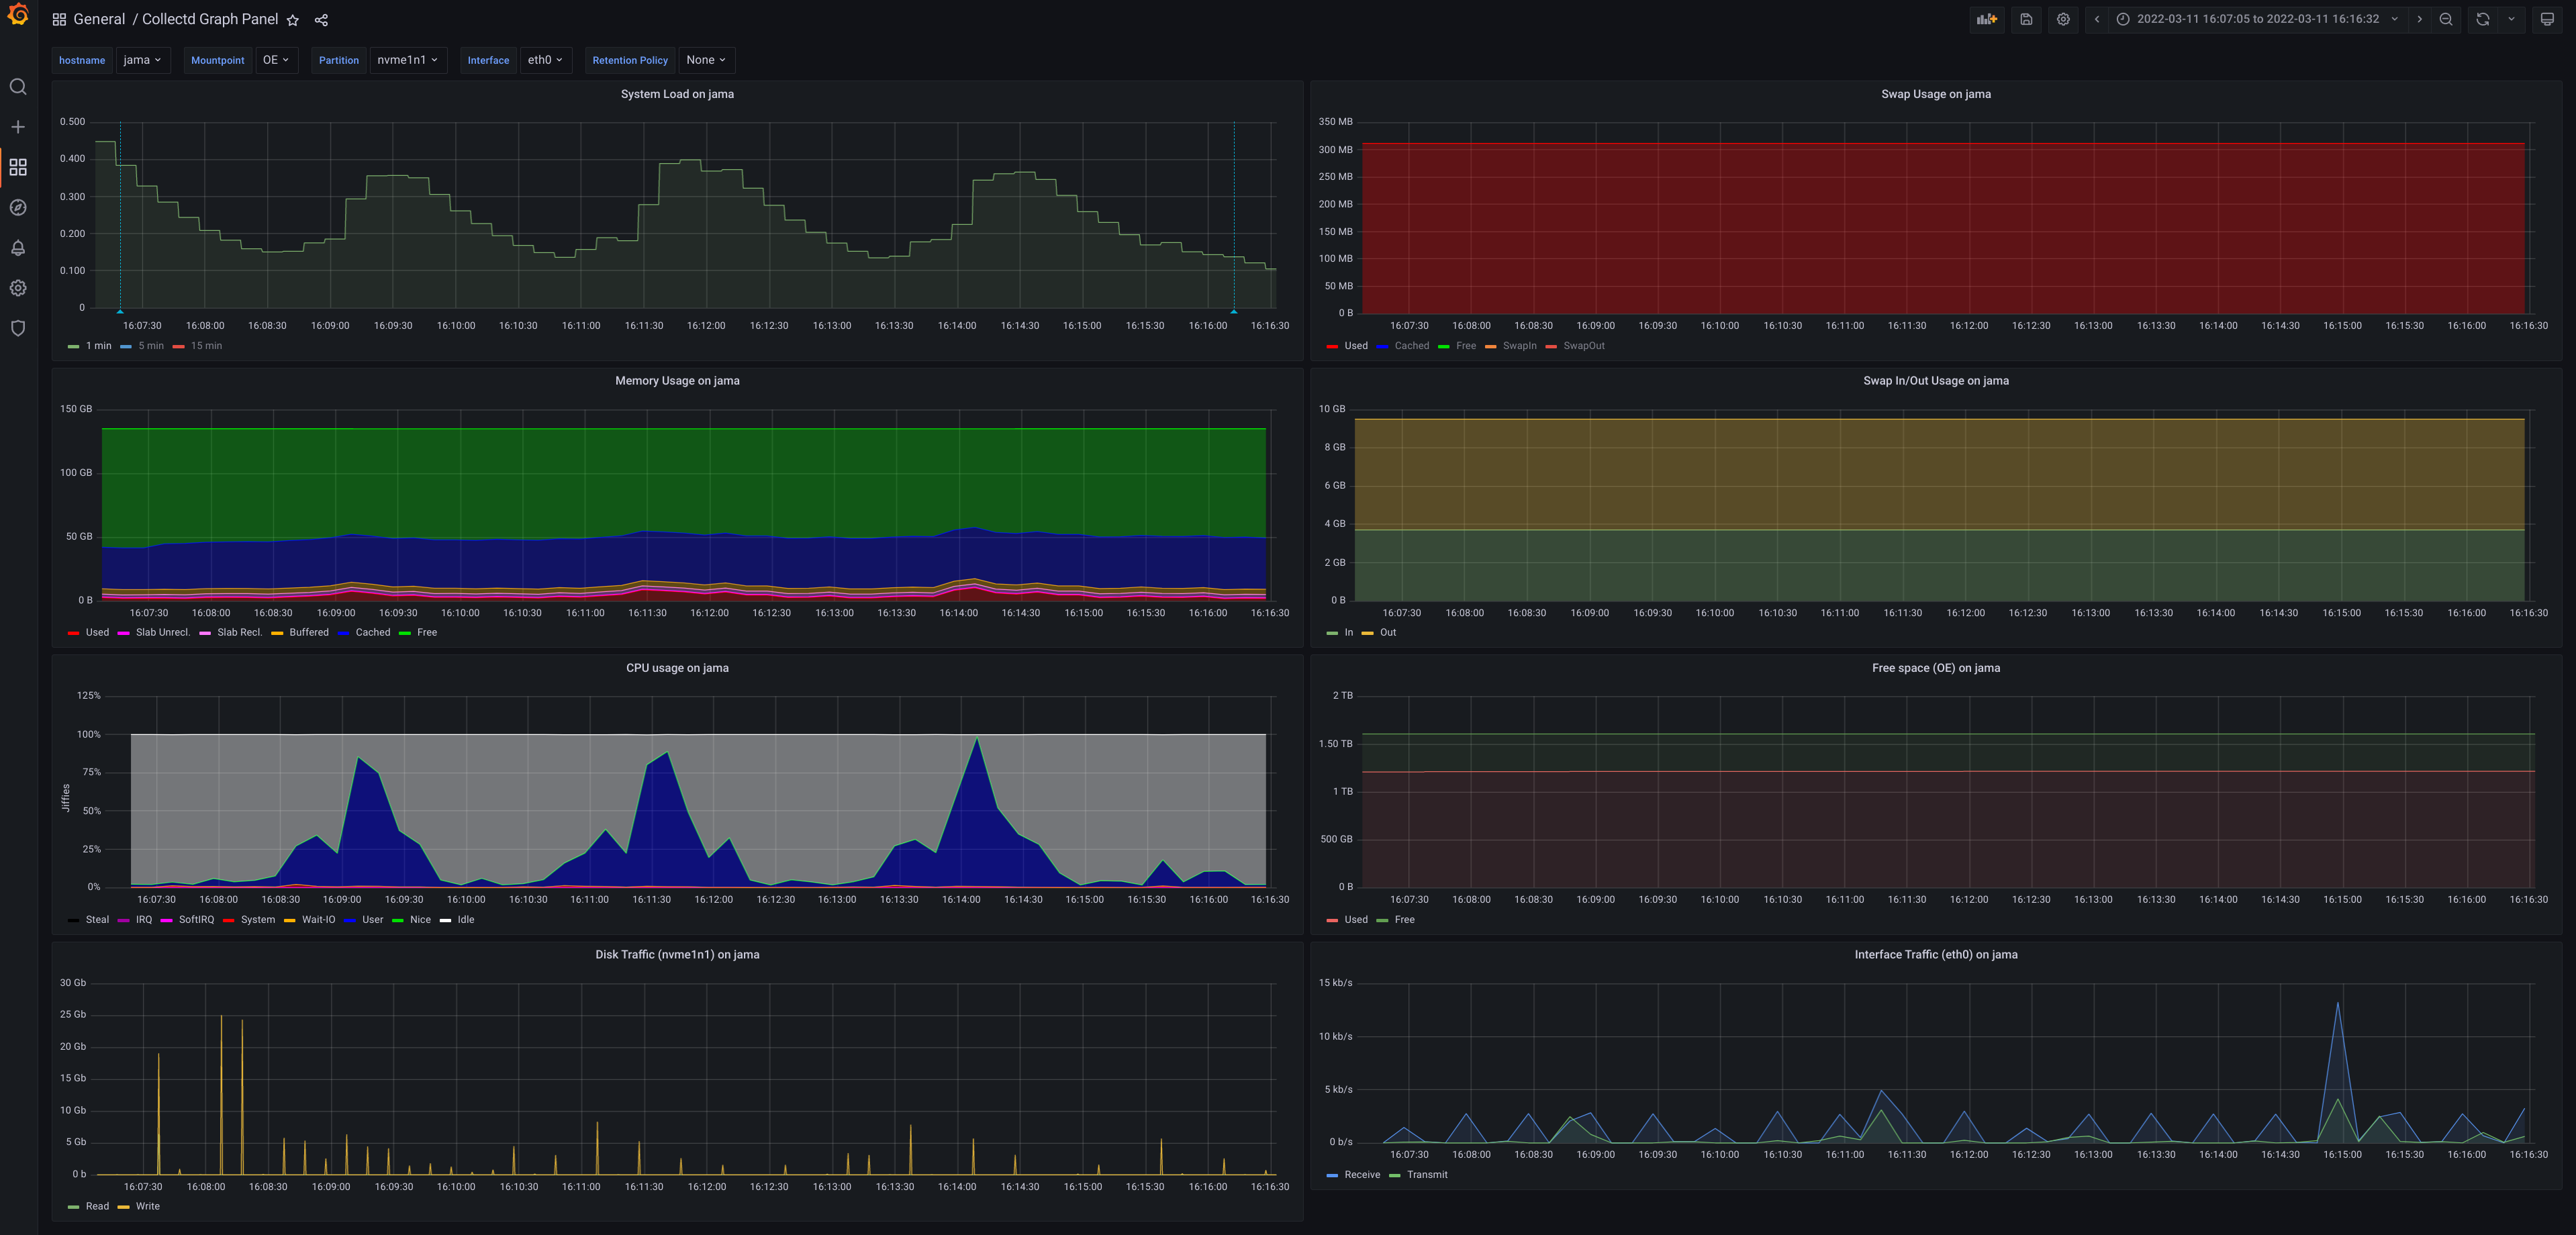 General / Collectd Graph Panel
2022-03-11 16:07:05 to 2022-03-11 16:16:32
hostname jama Mountpoint OE Partition nvme1n1 Interface eth0 Retention Policy None
System Load on jama
0.500
0.400
0.300
0.200
0.100
0
16:07:30 16:08:00 16:08:30 16:09:00 16:09:30 16:10:00 16:10:30 16:11:00 16:11:30 16:12:00 16:12:30 16:13:00 16:13:30 16:14:00 16:14:30 16:15:00 16:15:30 16:16:00 16:16:30
1 min 5 min 15 min
Swap Usage on jama
350 MB
300 MB
250 MB
200 MB
150 MB
100 MB
50 MB
0 B
16:07:30 16:08:00 16:08:30 16:09:00 16:09:30 16:10:00 16:10:30 16:11:00 16:11:30 16:12:00 16:12:30 16:13:00 16:13:30 16:14:00 16:14:30 16:15:00 16:15:30 16:16:00 16:16:30
Used Cached Free SwapIn SwapOut
Memory Usage on jama
150 GB
100 GB
50 GB
0 B
16:07:30 16:08:00 16:08:30 16:09:00 16:09:30 16:10:00 16:10:30 16:11:00 16:11:30 16:12:00 16:12:30 16:13:00 16:13:30 16:14:00 16:14:30 16:15:00 16:15:30 16:16:00 16:16:30
Used Slab Unrecl. Slab Recl. Buffered Cached Free
Swap In/Out Usage on jama
10 GB
8 GB
6 GB
4 GB
2 GB
0 B
16:07:30 16:08:00 16:08:30 16:09:00 16:09:30 16:10:00 16:10:30 16:11:00 16:11:30 16:12:00 16:12:30 16:13:00 16:13:30 16:14:00 16:14:30 16:15:00 16:15:30 16:16:00 16:16:30
In Out
CPU usage on jama
Jiffies
125%
100%
75%
50%
25%
0%
16:07:30 16:08:00 16:08:30 16:09:00 16:09:30 16:10:00 16:10:30 16:11:00 16:11:30 16:12:00 16:12:30 16:13:00 16:13:30 16:14:00 16:14:30 16:15:00 16:15:30 16:16:00 16:16:30
Steal IRQ SoftIRQ System Wait-IO User Nice Idle
Free space (OE) on jama
2 TB
1.50 TB
1 TB
500 GB
0 B
16:07:30 16:08:00 16:08:30 16:09:00 16:09:30 16:10:00 16:10:30 16:11:00 16:11:30 16:12:00 16:12:30 16:13:00 16:13:30 16:14:00 16:14:30 16:15:00 16:15:30 16:16:00 16:16:30
Used Free
Disk Traffic (nvme1n1) on jama
30 Gb
25 Gb
20 Gb
15 Gb
10 Gb
5 Gb
0 b
16:07:30 16:08:00 16:08:30 16:09:00 16:09:30 16:10:00 16:10:30 16:11:00 16:11:30 16:12:00 16:12:30 16:13:00 16:13:30 16:14:00 16:14:30 16:15:00 16:15:30 16:16:00 16:16:30
Read Write
Interface Traffic (eth0) on jama
15 kb/s
10 kb/s
5 kb/s
0 b/s
16:07:30 16:08:00 16:08:30 16:09:00 16:09:30 16:10:00 16:10:30 16:11:00 16:11:30 16:12:00 16:12:30 16:13:00 16:13:30 16:14:00 16:14:30 16:15:00 16:15:30 16:16:00 16:16:30
Receive Transmit